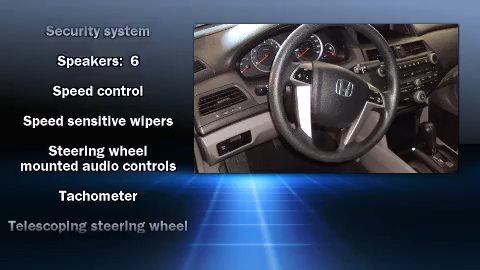 Security system
Speakers: 6
Speed control
Speed sensitive wipers
Steering wheel
mounted audio controls
Tachometer
Telescoping steering wheel